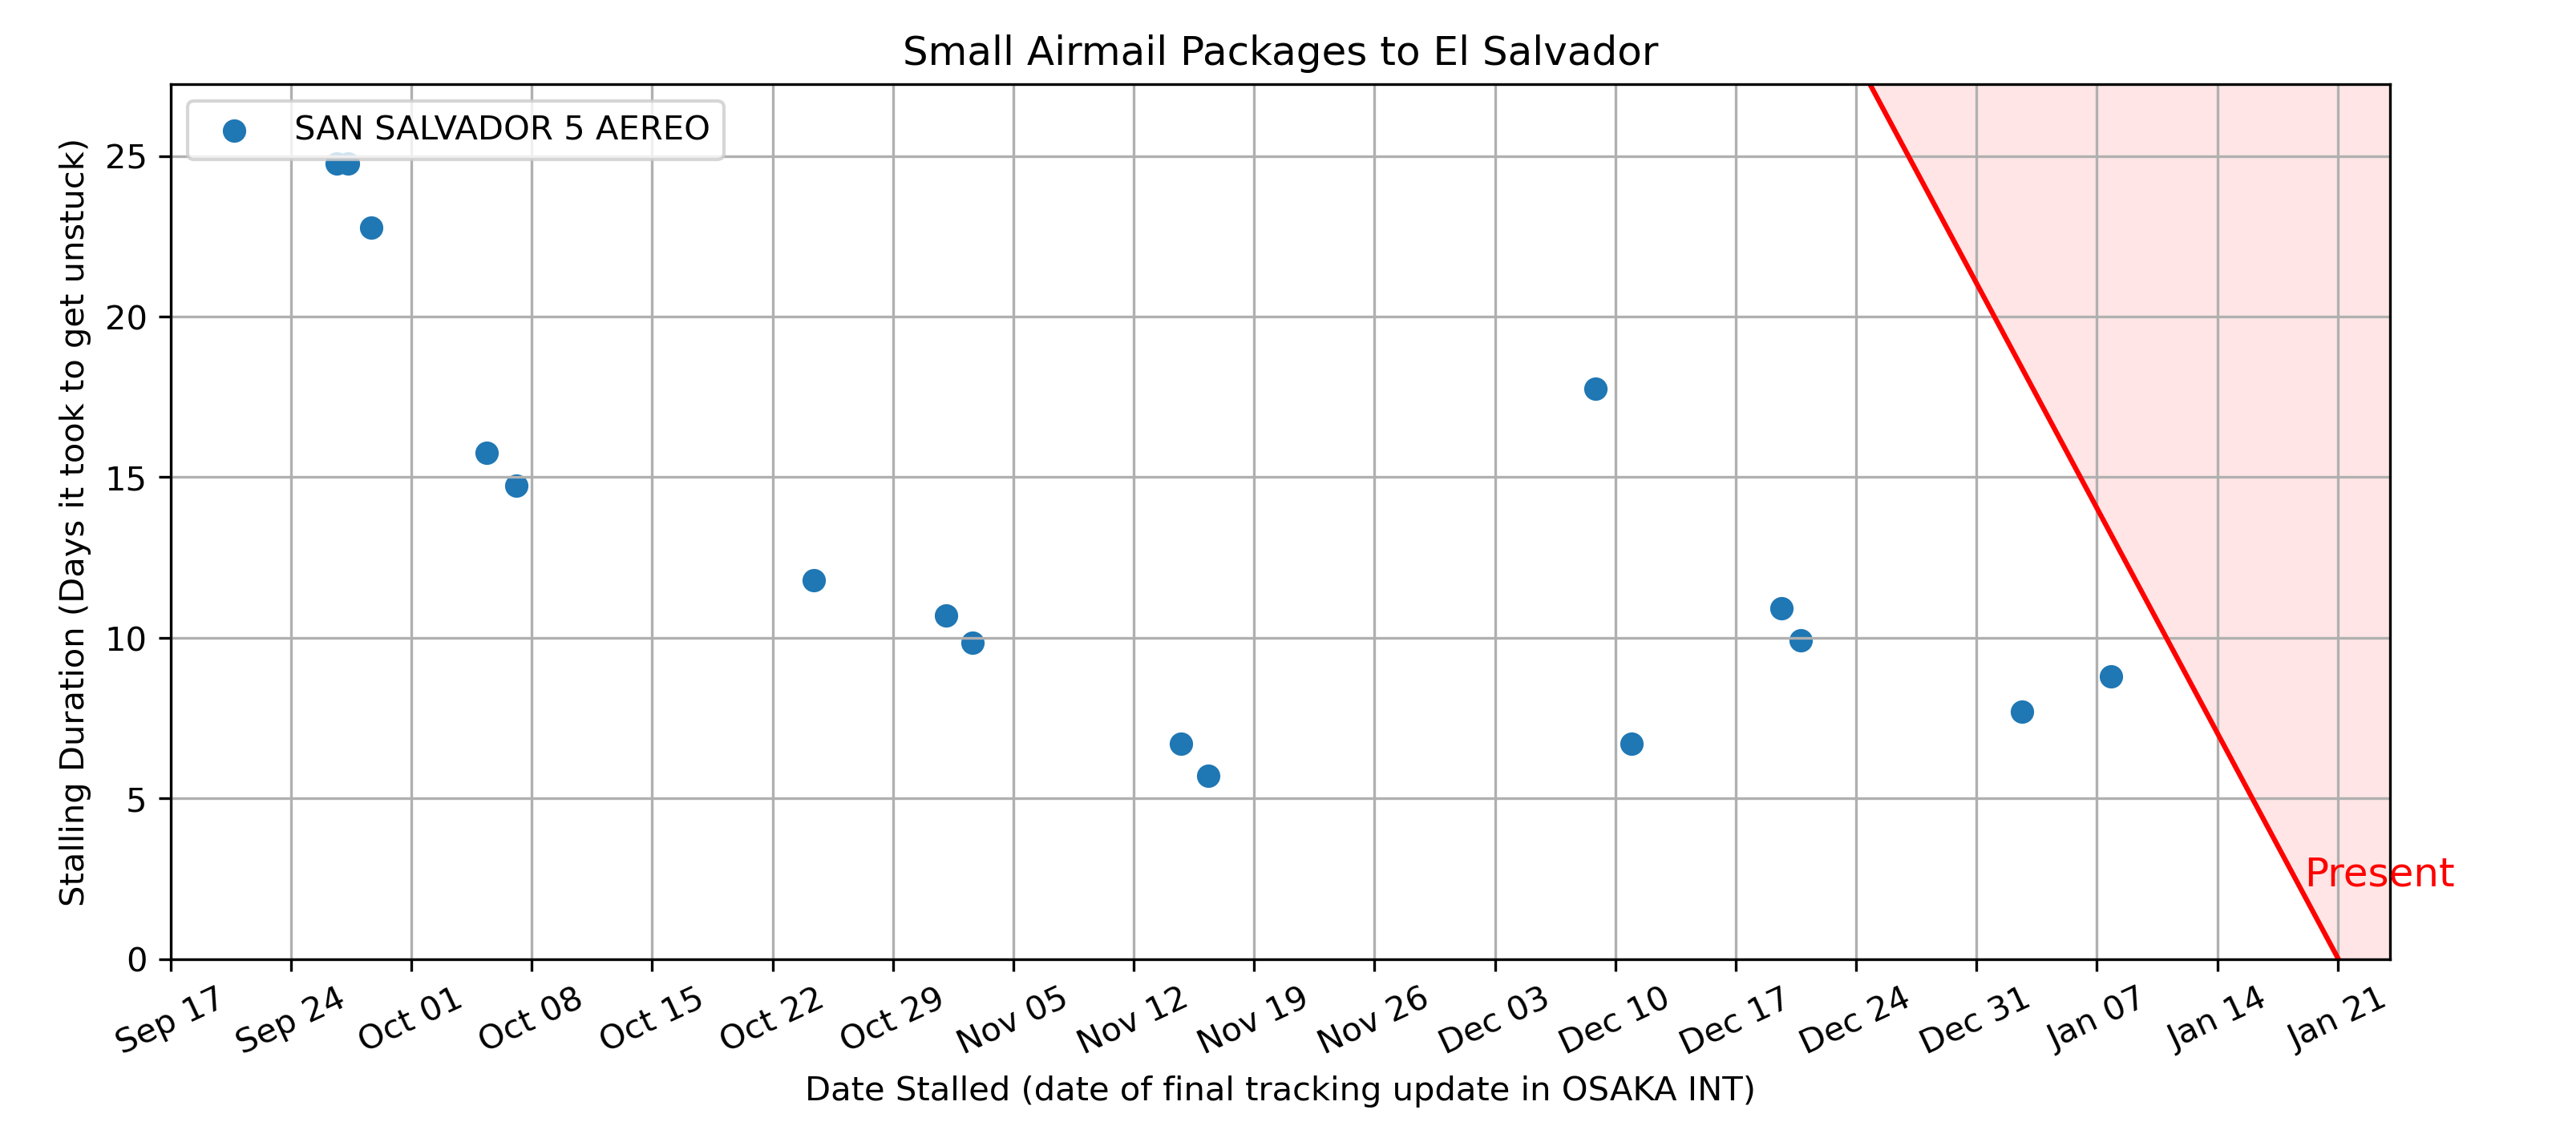 Small Airmail Packages to El Salvador
SAN SALVADOR 5 AEREO
Stalling Duration (Days it took to get unstuck)
25
20
15
10
5
0
Present
Sep 17
Sep 24
Oct 01
Oct 08
Oct 15
Oct 22
Oct 29
Nov 05
Nov 12
Nov 19
Nov 26
Dec 03
Dec 10
Dec 17
Dec 24
Dec 31
Jan 07
Jan 14
Jan 21
Date Stalled (date of final tracking update in OSAKA INT)